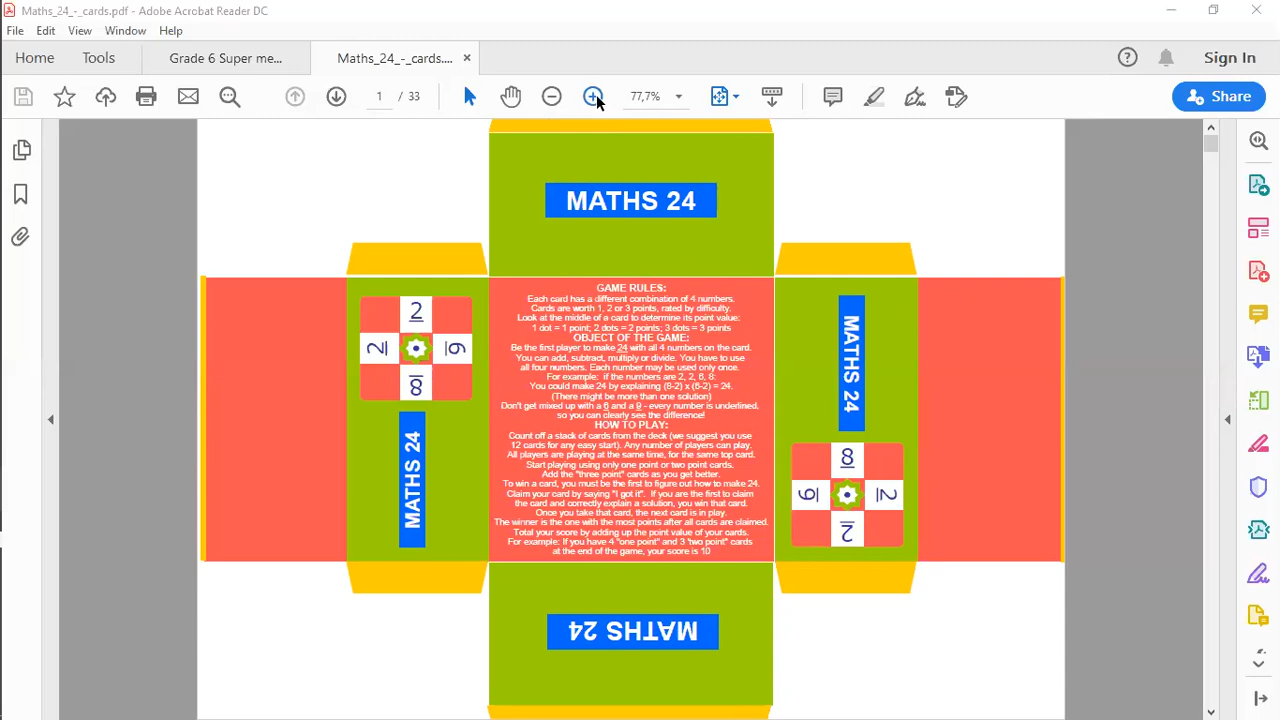 Maths_24_-_cards.pdf - Adobe Acrobat Reader DC
File Edit View Window Help
Home Tools Grade 6 Super me... Maths_24_-_cards.... ×
? Sign In
1 / 33 77,7% Share
MATHS 24
GAME RULES:
Each card has a different combination of 4 numbers.
Cards are worth 1, 2 or 3 points, rated by difficulty.
Look at the middle of a card to determine its point value:
1 dot = 1 point; 2 dots = 2 points; 3 dots = 3 points
OBJECT OF THE GAME:
Be the first player to make 24 with all 4 numbers on the card.
You can add, subtract, multiply or divide. You have to use
all four numbers. Each number may be used only once.
For example: if the numbers are 2, 2, 6, 8:
You could make 24 by explaining (8-2) x (6-2) = 24.
(There might be more than one solution)
Don't get mixed up with a 6 and a 9 - every number is underlined,
so you can clearly see the difference!
HOW TO PLAY:
Count off a stack of cards from the deck (we suggest you use
12 cards for any easy start). Any number of players can play.
All players are playing at the same time, for the same top card.
Start playing using only one point or two point cards.
Add the "three point" cards as you get better.
To win a card, you must be the first to figure out how to make 24.
Claim your card by saying "I got it". If you are the first to claim
the card and correctly explain a solution, you win that card.
Once you take that card, the next card is in play.
The winner is the one with the most points after all cards are claimed.
Total your score by adding up the point value of your cards.
For example: If you have 4 "one point" and 3 "two point" cards
at the end of the game, your score is 10
2
2 6
8
MATHS 24
MATHS 24
8
6 2
2
MATHS 24